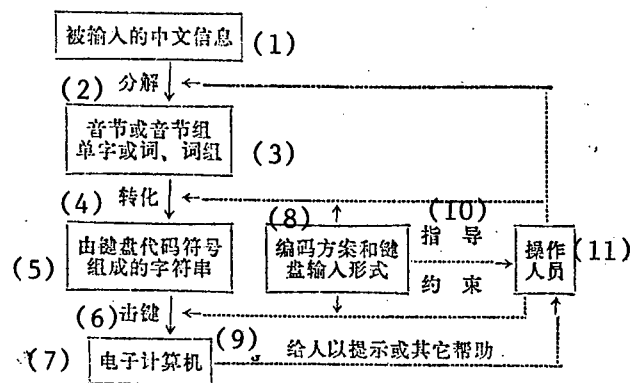 被输入的中文信息 (1)
(2) 分解
音节或音节组
单字或词、词组 (3)
(4) 转化
(8) (10)
指 导
由键盘代码符号
组成的字符串
(5)
编码方案和键
盘输入形式
操作
人员
(11)
约 束
(6) 击键
(9)
给人以提示或其它帮助
(7) 电子计算机